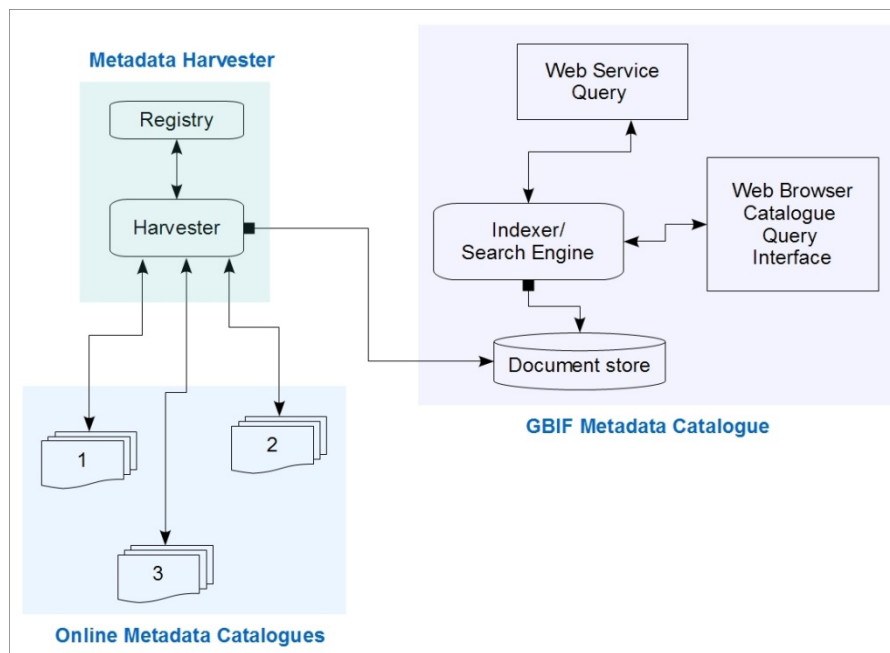 Metadata Harvester
Registry
Harvester
1
2
3
Online Metadata Catalogues
Web Service
Query
Indexer/
Search Engine
Web Browser
Catalogue
Query
Interface
Document store
GBIF Metadata Catalogue